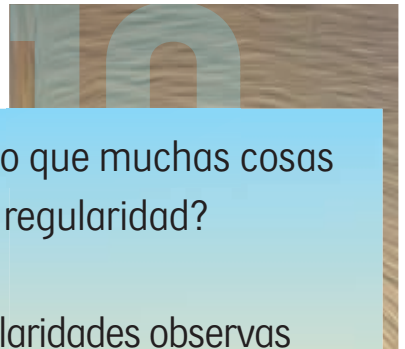 o que muchas cosas
regularidad?
laridades observas